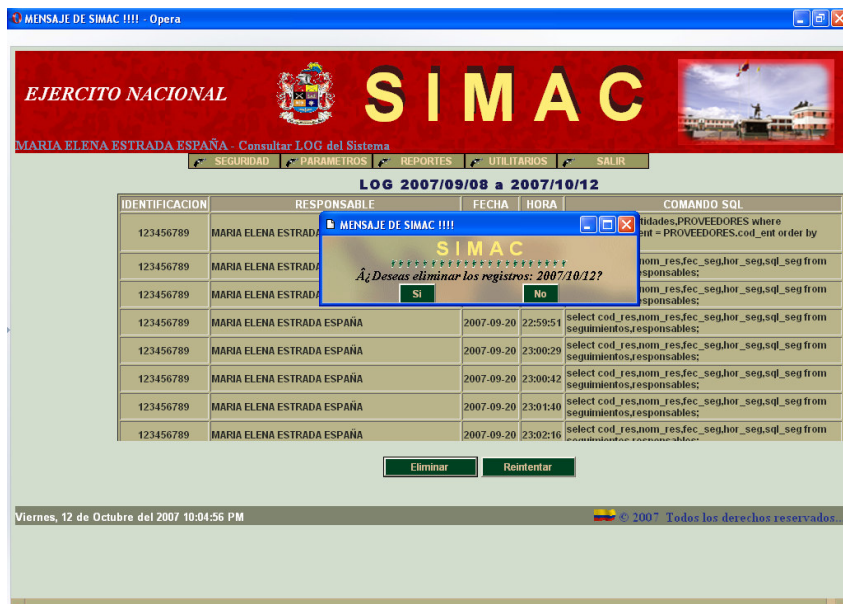 MENSAJE DE SIMAC !!!! - Opera
EJERCITO NACIONAL
SIMAC
MARIA ELENA ESTRADA ESPAÑA - Consultar LOG del Sistema
SEGURIDAD PARAMETROS REPORTES UTILITARIOS SALIR
LOG 2007/09/08 a 2007/10/12
IDENTIFICACION RESPONSABLE FECHA HORA COMANDO SQL
tidades,PROVEEDORES where
123456789 MARIA ELENA ESTRADA
ent = PROVEEDORES.cod_ent order by
MENSAJE DE SIMAC !!!!
SIMAC
Â¿Deseas eliminar los registros: 2007/10/12?
Si No
123456789 MARIA ELENA ESTRADA
nom_res,fec_seg,hor_seg,sql_seg from
esponsables;
123456789 MARIA ELENA ESTRADA
nom_res,fec_seg,hor_seg,sql_seg from
esponsables;
123456789 MARIA ELENA ESTRADA ESPAÑA 2007-09-20 22:59:51 select cod_res,nom_res,fec_seg,hor_seg,sql_seg from
seguimientos,responsables;
123456789 MARIA ELENA ESTRADA ESPAÑA 2007-09-20 23:00:29 select cod_res,nom_res,fec_seg,hor_seg,sql_seg from
seguimientos,responsables;
123456789 MARIA ELENA ESTRADA ESPAÑA 2007-09-20 23:00:42 select cod_res,nom_res,fec_seg,hor_seg,sql_seg from
seguimientos,responsables;
123456789 MARIA ELENA ESTRADA ESPAÑA 2007-09-20 23:01:40 select cod_res,nom_res,fec_seg,hor_seg,sql_seg from
seguimientos,responsables;
123456789 MARIA ELENA ESTRADA ESPAÑA 2007-09-20 23:02:16 select cod_res,nom_res,fec_seg,hor_seg,sql_seg from
seguimientos,responsables;
Eliminar Reintentar
Viernes, 12 de Octubre del 2007 10:04:56 PM
© 2007 Todos los derechos reservados...